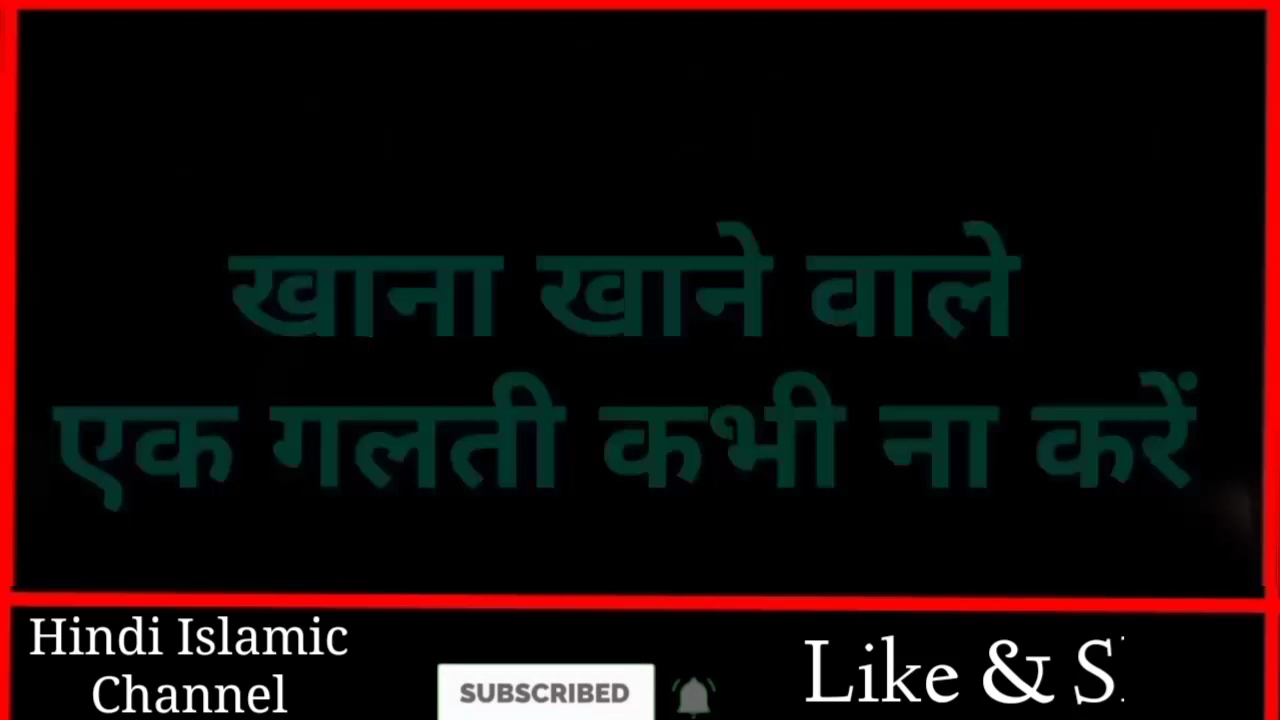 खाना खाने वाले
एक गलती कभी ना करें
Hindi Islamic
Channel
SUBSCRIBED
Like &